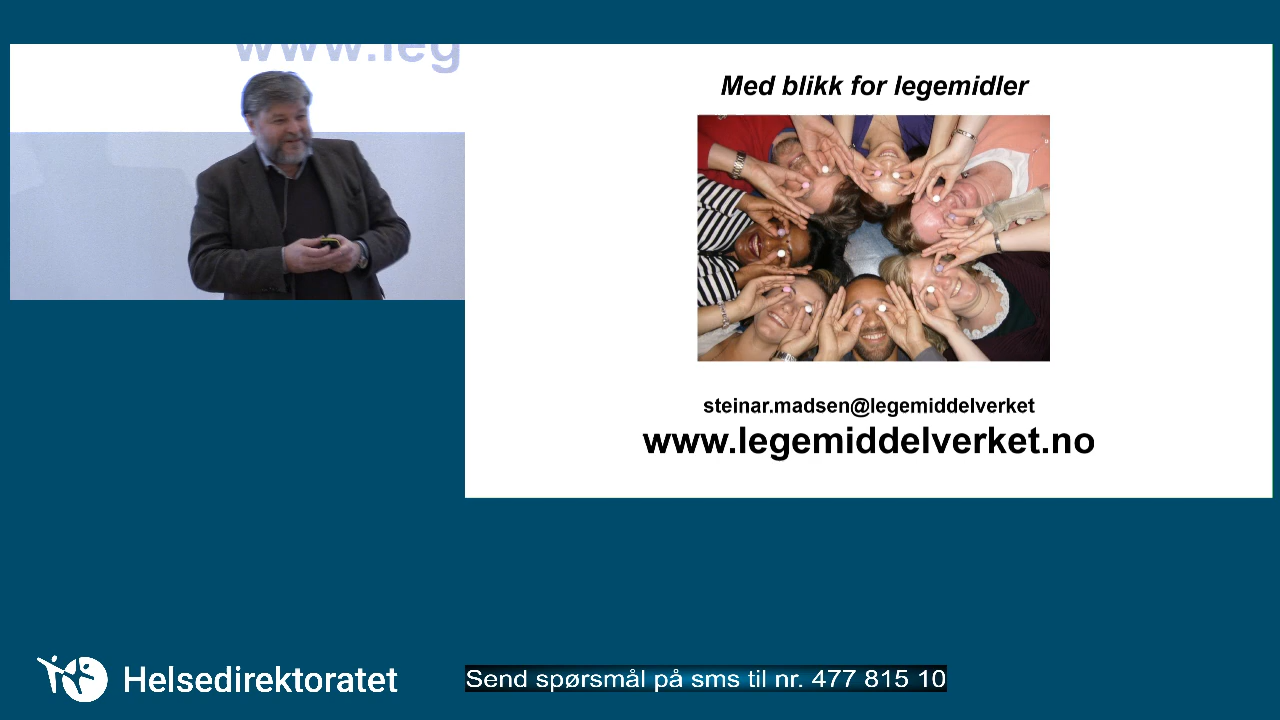 www.leg
Med blikk for legemidler
steinar.madsen@legemiddelverket
www.legemiddelverket.no
Helsedirektoratet
Send spørsmål på sms til nr. 477 815 10